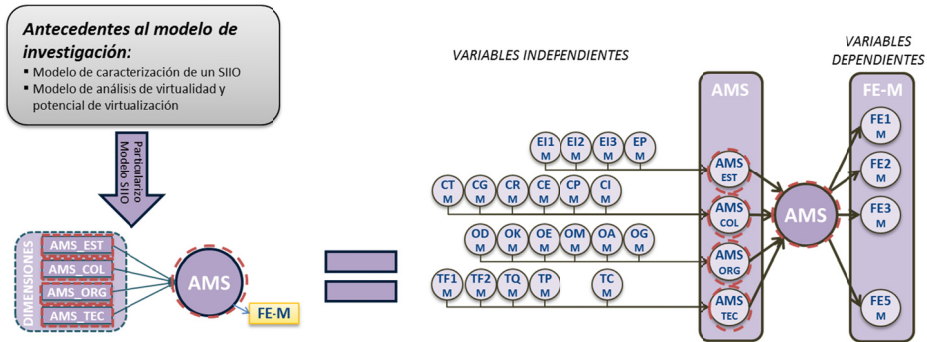 Antecedentes al modelo de
investigación:
▪ Modelo de caracterización de un SIIO
▪ Modelo de análisis de virtualidad y
potencial de virtualización
Particularizo
Modelo SIIO
DIMENSIONES
AMS_EST
AMS_COL
AMS_ORG
AMS_TEC
AMS
FE-M
VARIABLES INDEPENDIENTES
VARIABLES
DEPENDIENTES
AMS
FE-M
EI1 EI2 EI3 EP
M M M M
AMS
EST
CT CG CR CE CP CI
M M M M M M
AMS
COL
OD OK OE OM OA OG
M M M M M M
AMS
ORG
TF1 TF2 TQ TP TC
M M M M M
AMS
TEC
AMS
FE1
M
FE2
M
FE3
M
FE5
M